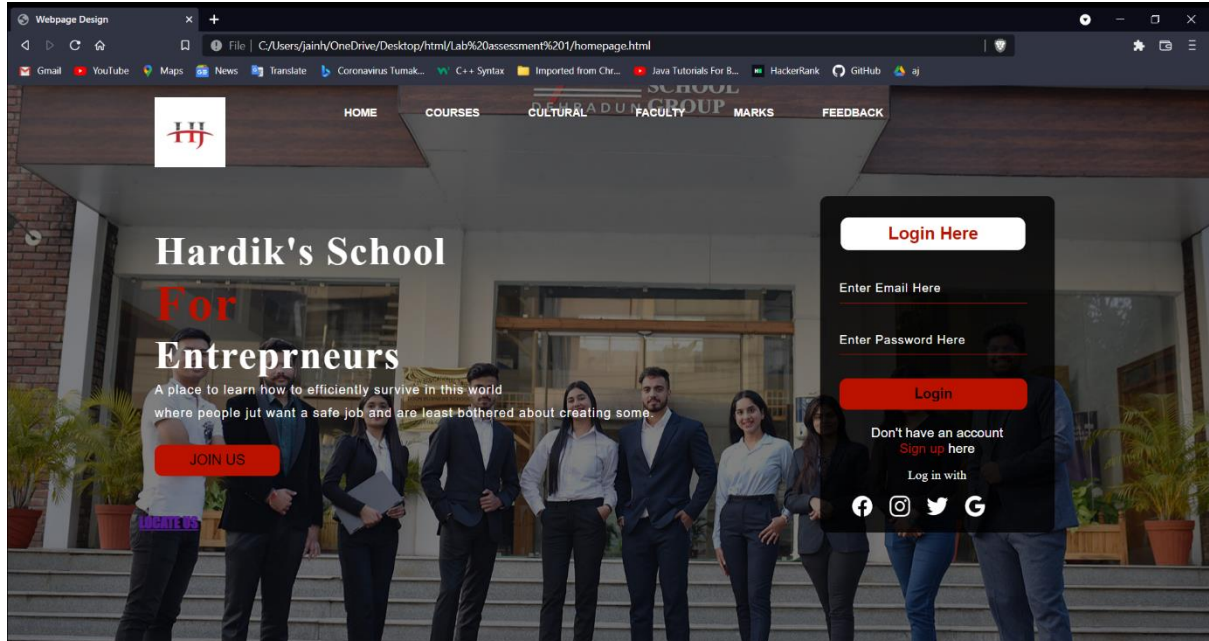 Webpage Design
File | C:/Users/jainh/OneDrive/Desktop/html/Lab%20assessment%201/homepage.html
Gmail YouTube Maps News Translate Coronavirus Tumak... C++ Syntax Imported from Chr... Java Tutorials For B... HackerRank GitHub aj
SCHOOL
DEHRADUN GROUP
HJ
HOME COURSES CULTURAL FACULTY MARKS FEEDBACK
Hardik's School
For
Entreprneurs
A place to learn how to efficiently survive in this world
where people jut want a safe job and are least bothered about creating some.
JOIN US
LOCATE US
Login Here
Enter Email Here
Enter Password Here
Login
Don't have an account
Sign up here
Log in with